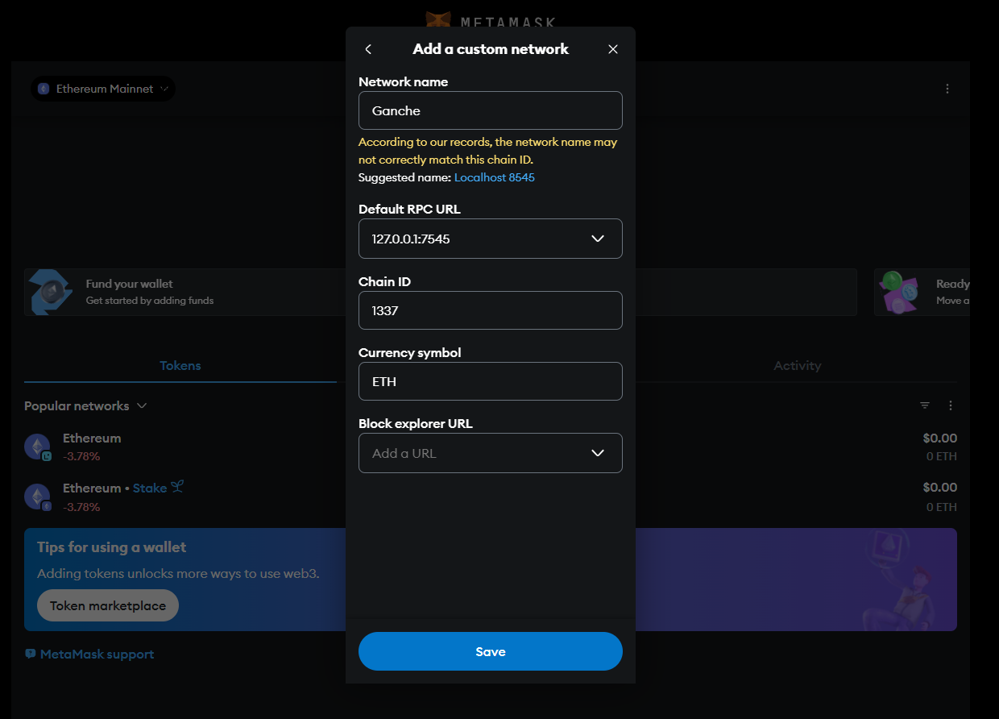 METAMASK
Add a custom network
Ethereum Mainnet
Network name
Ganche
According to our records, the network name may
not correctly match this chain ID.
Suggested name: Localhost 8545
Default RPC URL
127.0.0.1:7545
Chain ID
1337
Currency symbol
ETH
Block explorer URL
Add a URL
Save
Fund your wallet
Get started by adding funds
Ready
Move a
Tokens
Activity
Popular networks
Ethereum
$0.00
-3.78%
0 ETH
Ethereum • Stake
$0.00
-3.78%
0 ETH
Tips for using a wallet
Adding tokens unlocks more ways to use web3.
Token marketplace
MetaMask support